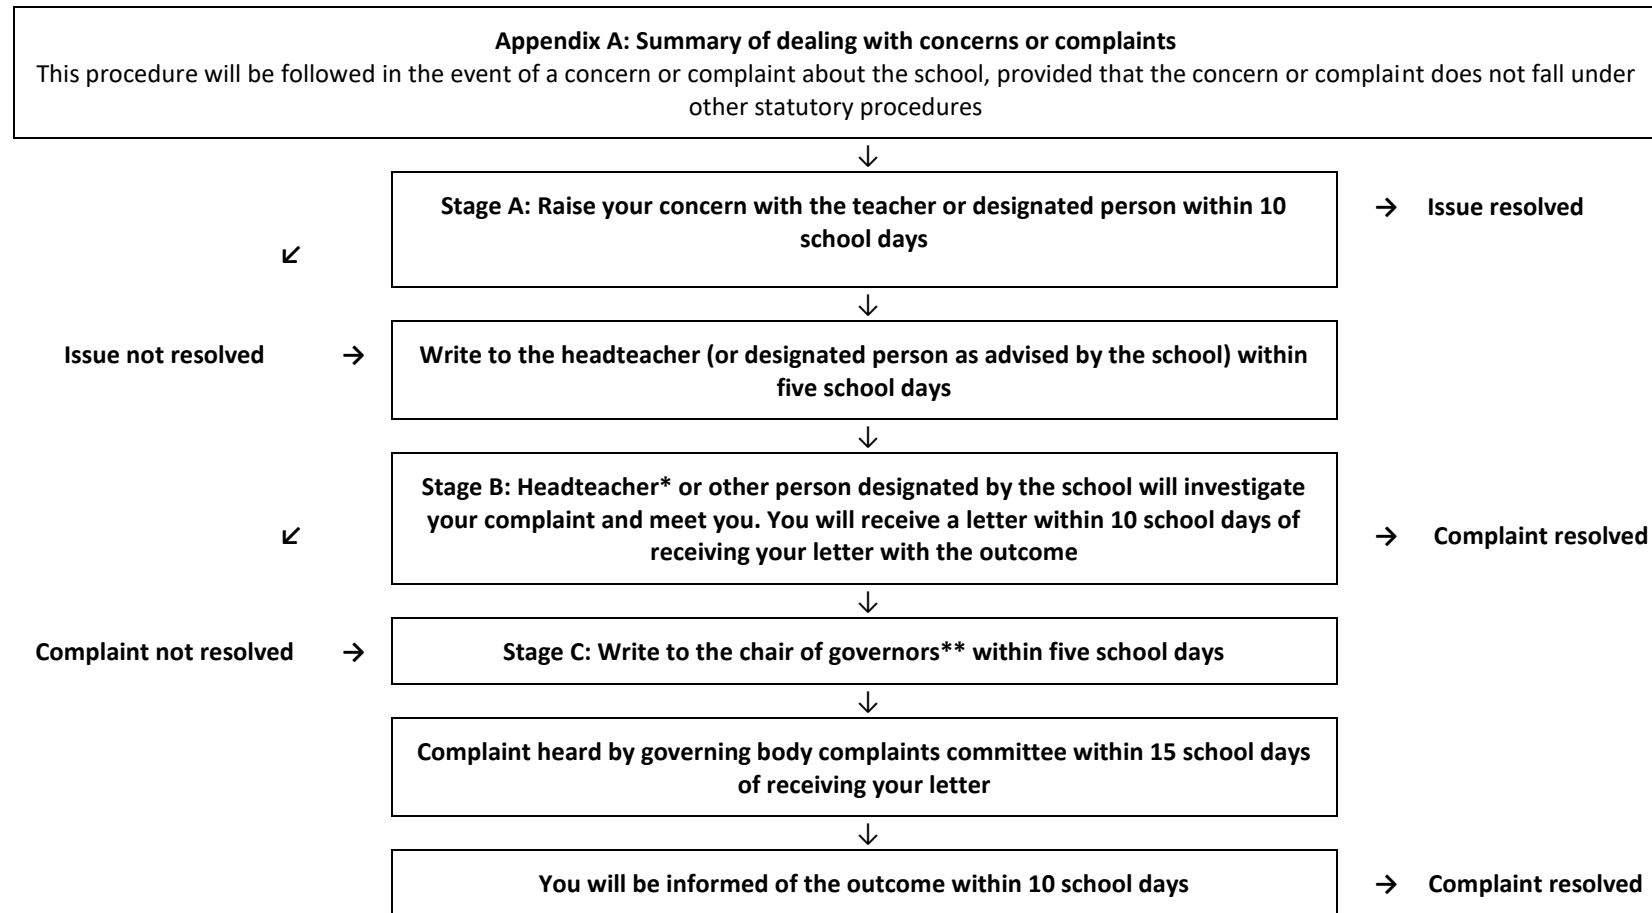 Appendix A: Summary of dealing with concerns or complaints
This procedure will be followed in the event of a concern or complaint about the school, provided that the concern or complaint does not fall under
other statutory procedures
↓
Stage A: Raise your concern with the teacher or designated person within 10
school days
→ Issue resolved
↙
↓
Issue not resolved →
Write to the headteacher (or designated person as advised by the school) within
five school days
↓
Stage B: Headteacher* or other person designated by the school will investigate
your complaint and meet you. You will receive a letter within 10 school days of
receiving your letter with the outcome
→ Complaint resolved
↙
↓
Complaint not resolved →
Stage C: Write to the chair of governors** within five school days
↓
Complaint heard by governing body complaints committee within 15 school days
of receiving your letter
↓
You will be informed of the outcome within 10 school days
→ Complaint resolved